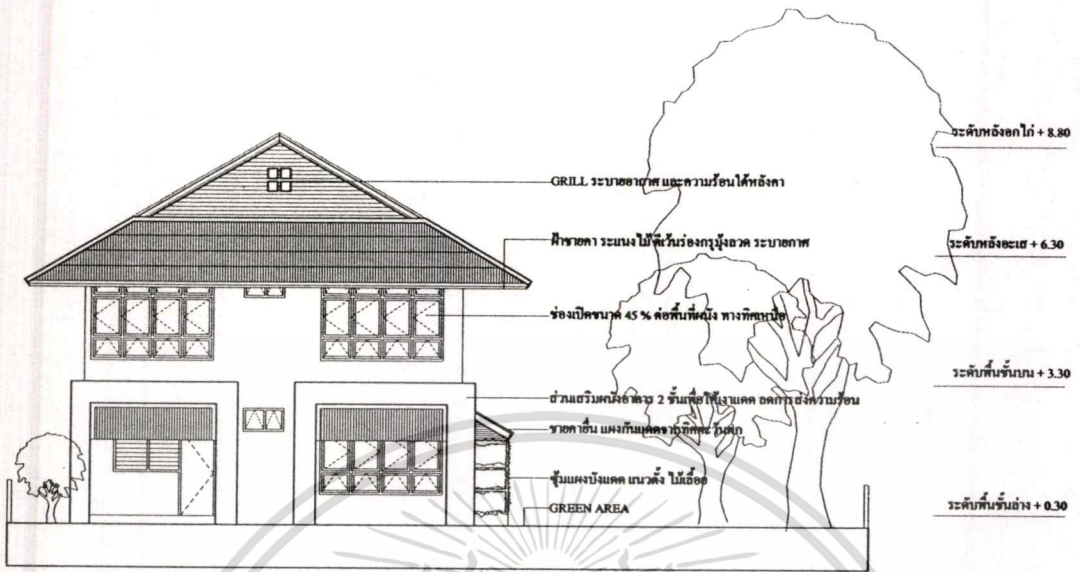 ระดับหลังอกไก่ + 8.80
GRILL ระบายอากาศ และความร้อนใต้หลังคา
ฝ้าชายคา ระแนงไม้ ตีเว้นร่องกรุมุ้งลวด ระบายกาศ
ระดับหลังอะเส + 6.30
ช่องเปิดขนาด 45 % ต่อพื้นที่ผนัง ทางทิศเหนือ
ระดับพื้นชั้นบน + 3.30
ส่วนเสริมผนังอาคาร 2 ชั้นเพื่อให้เงาแดด ลดการส่งความร้อน
ชายคายื่น แผงกันแดดจากทิศตะวันตก
ซุ้มแผงบังแดด แนวตั้ง ไม้เลื้อย
GREEN AREA
ระดับพื้นชั้นล่าง + 0.30